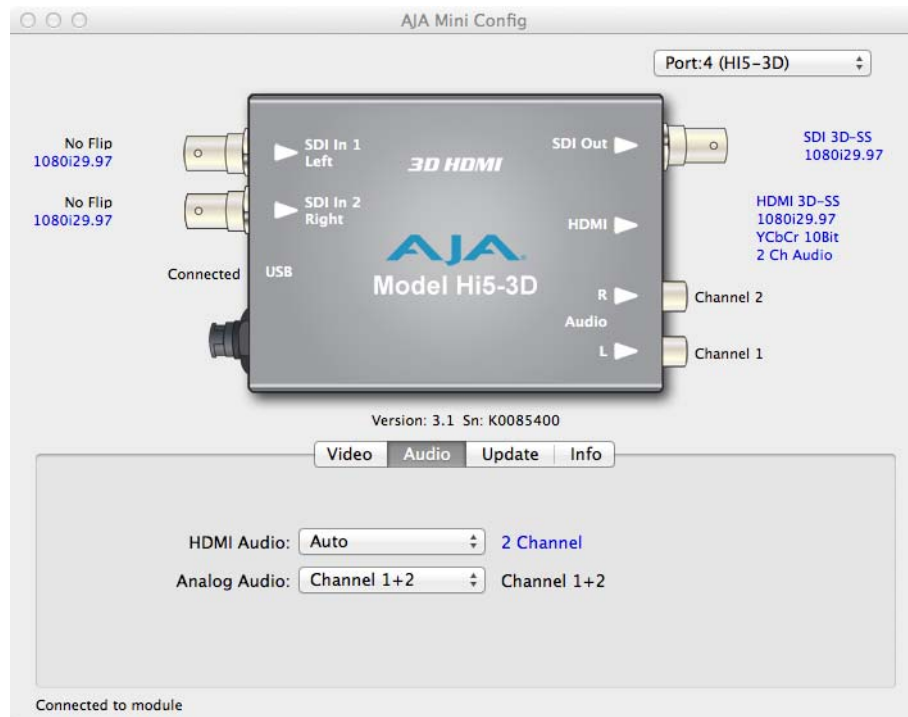 AJA Mini Config
Port:4 (HI5-3D)
No Flip
1080i29.97
No Flip
1080i29.97
Connected
SDI In 1
Left
SDI In 2
Right
USB
3D HDMI
AJA
Model Hi5-3D
SDI Out
HDMI
R
Audio
L
SDI 3D-SS
1080i29.97
HDMI 3D-SS
1080i29.97
YCbCr 10Bit
2 Ch Audio
Channel 2
Channel 1
Version: 3.1 Sn: K0085400
Video Audio Update Info
HDMI Audio: Auto 2 Channel
Analog Audio: Channel 1+2 Channel 1+2
Connected to module